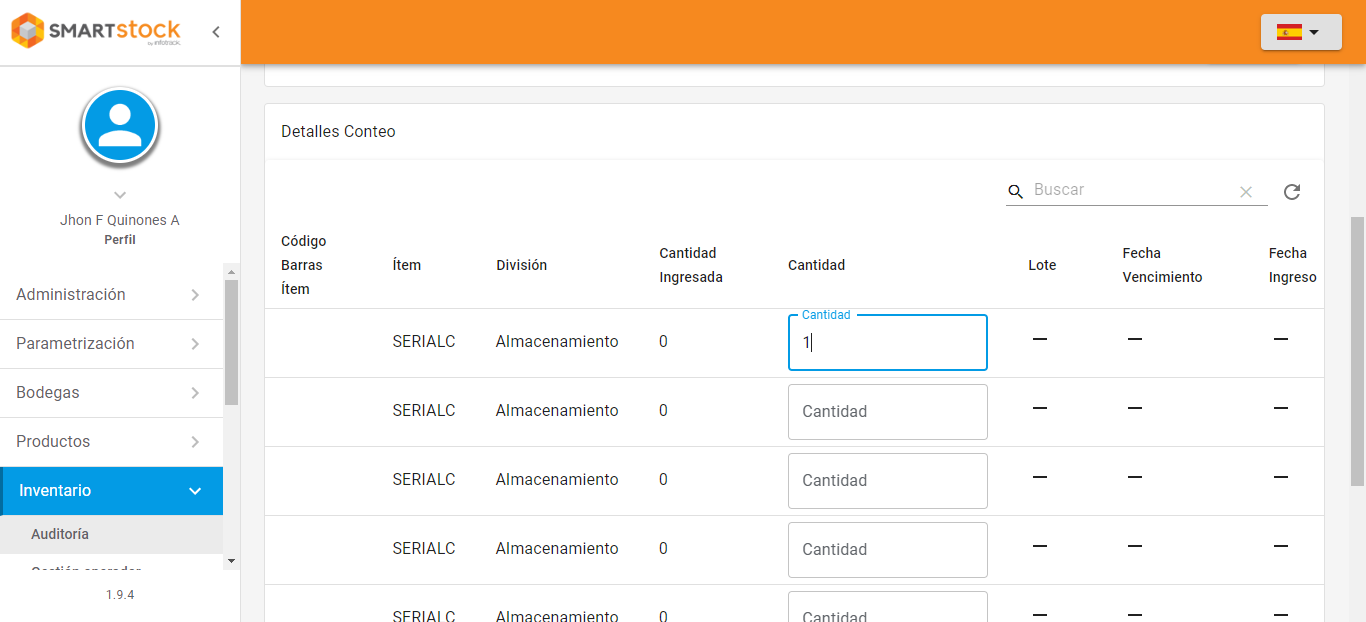 SMARTstock
by infotrack.
Jhon F Quinones A
Perfil
Administración
Parametrización
Bodegas
Productos
Inventario
Auditoría
1.9.4
Detalles Conteo
Buscar
Código Barras Ítem
Ítem
División
Cantidad Ingresada
Cantidad
Lote
Fecha Vencimiento
Fecha Ingreso
SERIALC Almacenamiento 0 Cantidad 1 — — —
SERIALC Almacenamiento 0 Cantidad — — —
SERIALC Almacenamiento 0 Cantidad — — —
SERIALC Almacenamiento 0 Cantidad — — —
SERIALC Almacenamiento 0 Cantidad — — —